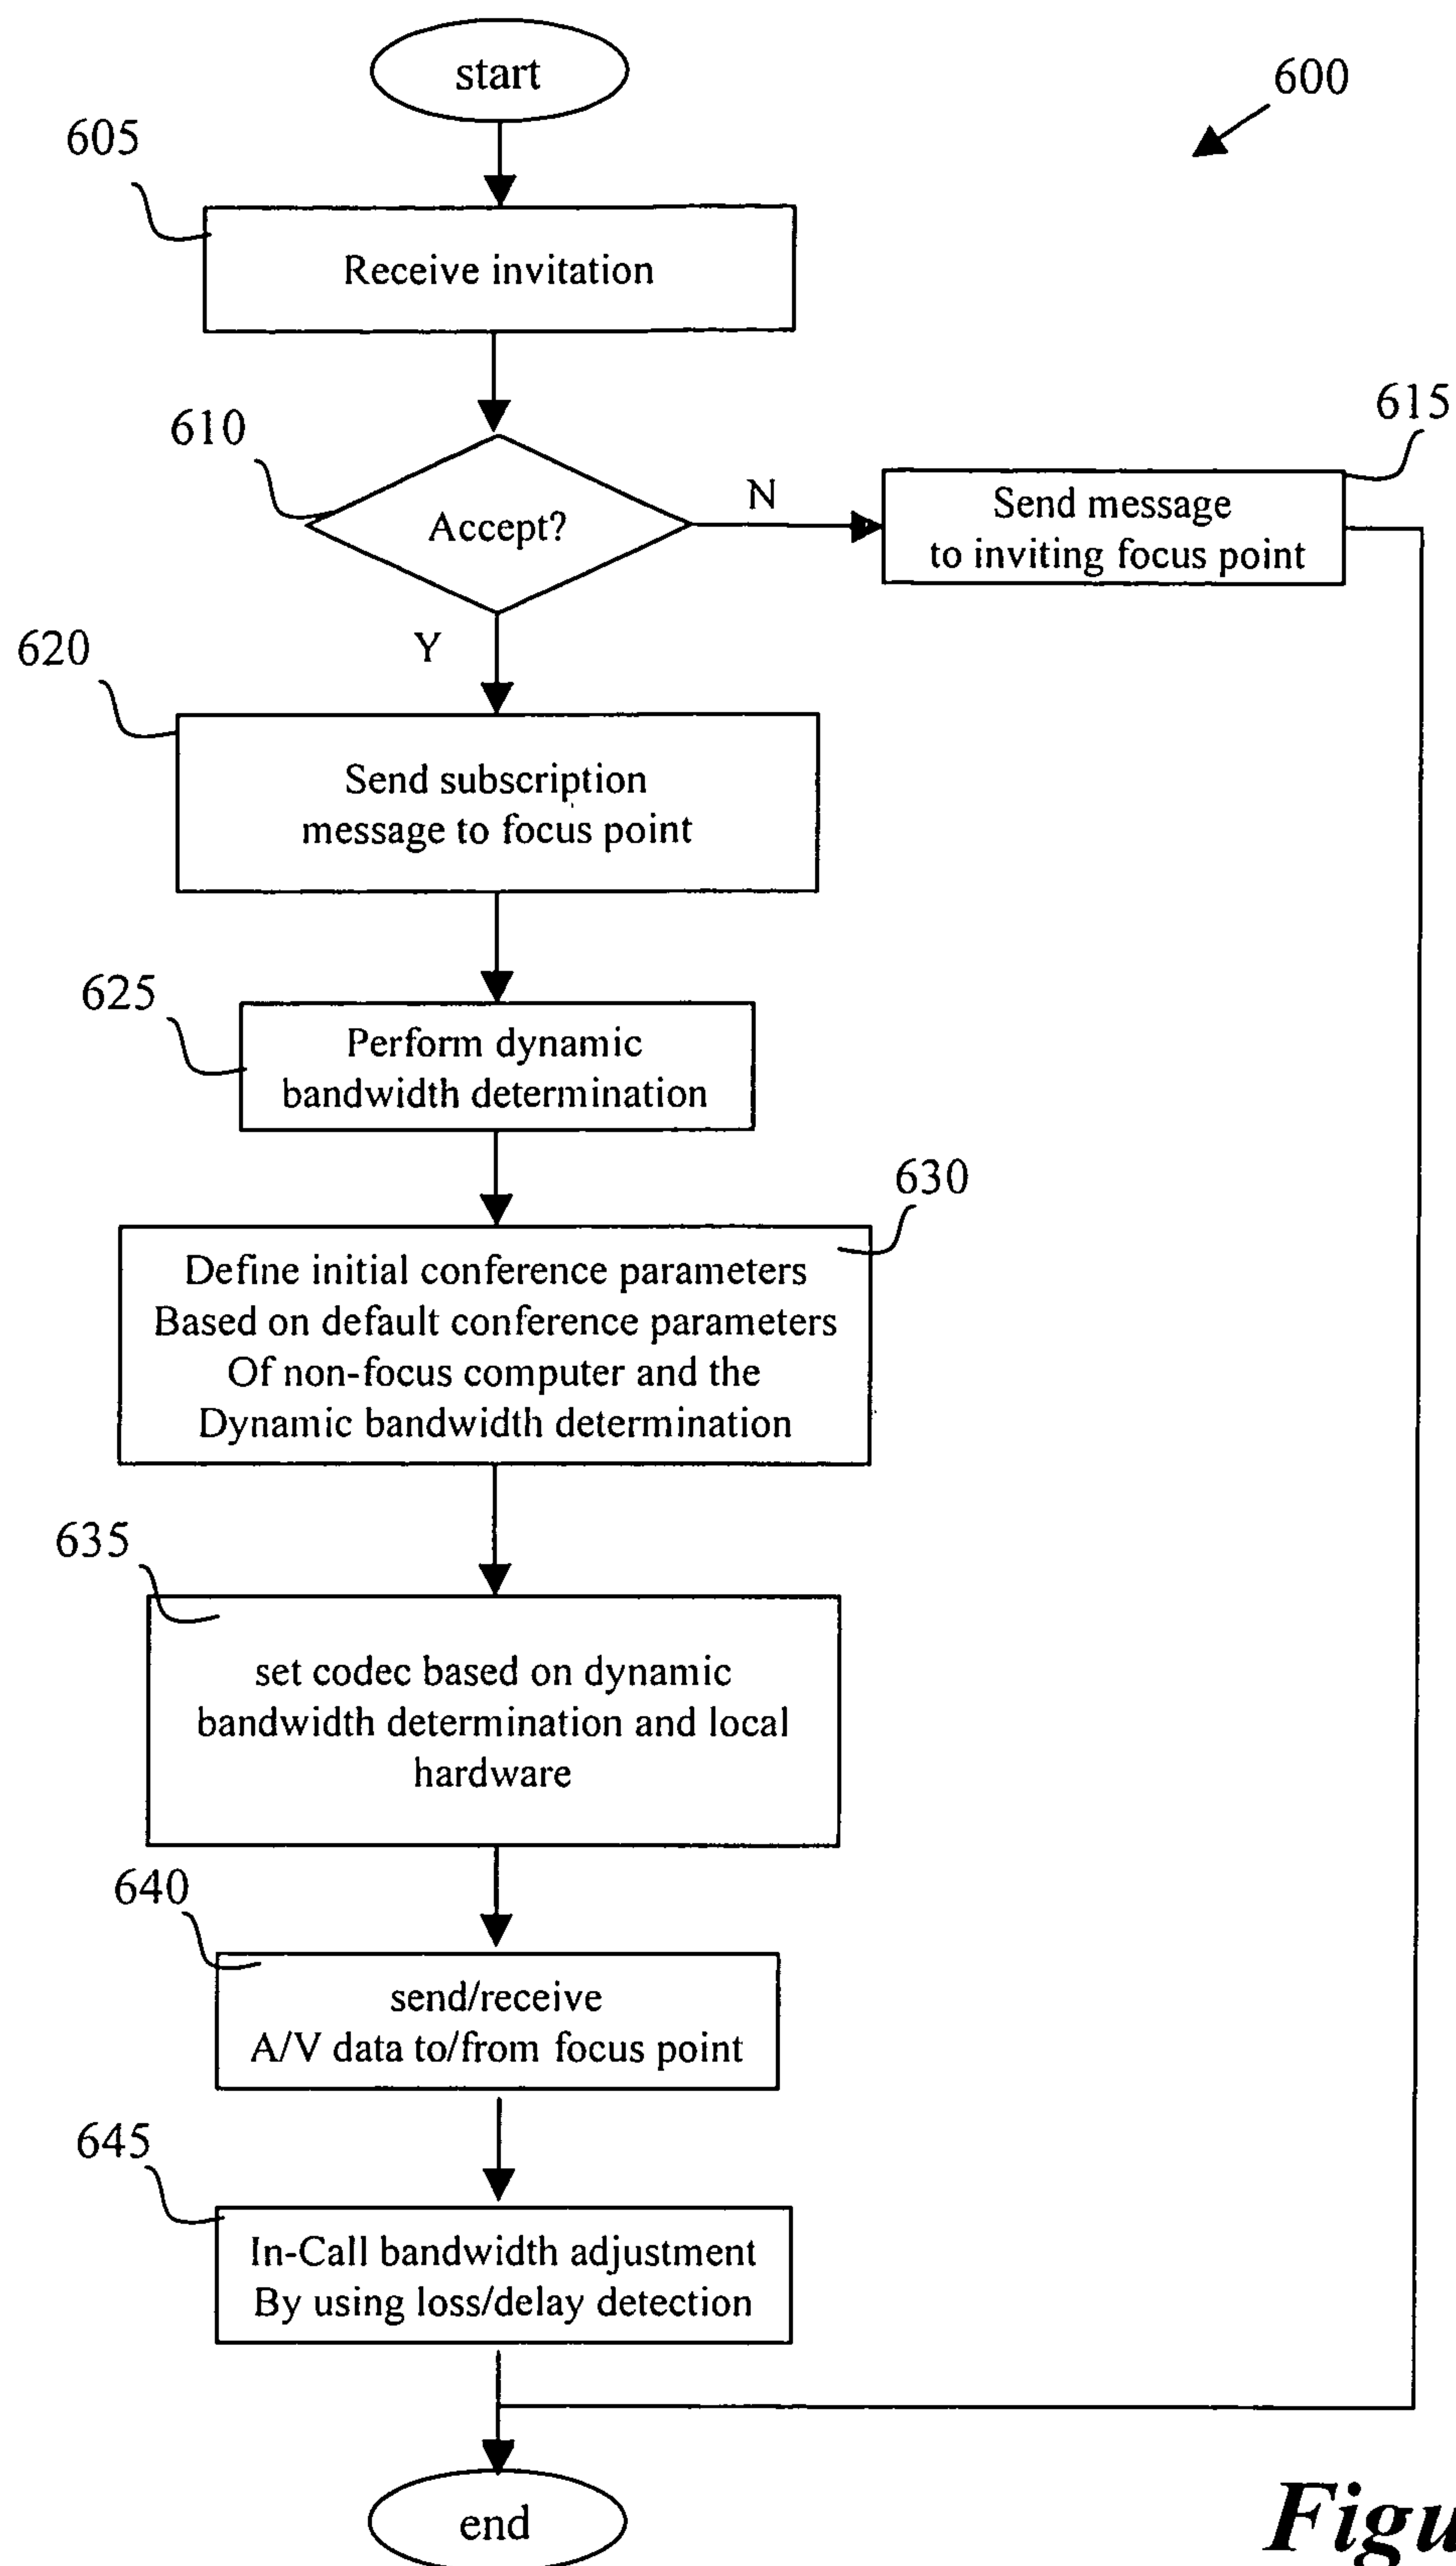 start
600
605
Receive invitation
610
Accept?
N
615
Send message
to inviting focus point
Y
620
Send subscription
message to focus point
625
Perform dynamic
bandwidth determination
630
Define initial conference parameters
Based on default conference parameters
Of non-focus computer and the
Dynamic bandwidth determination
635
set codec based on dynamic
bandwidth determination and local
hardware
640
send/receive
A/V data to/from focus point
645
In-Call bandwidth adjustment
By using loss/delay detection
end
Figu